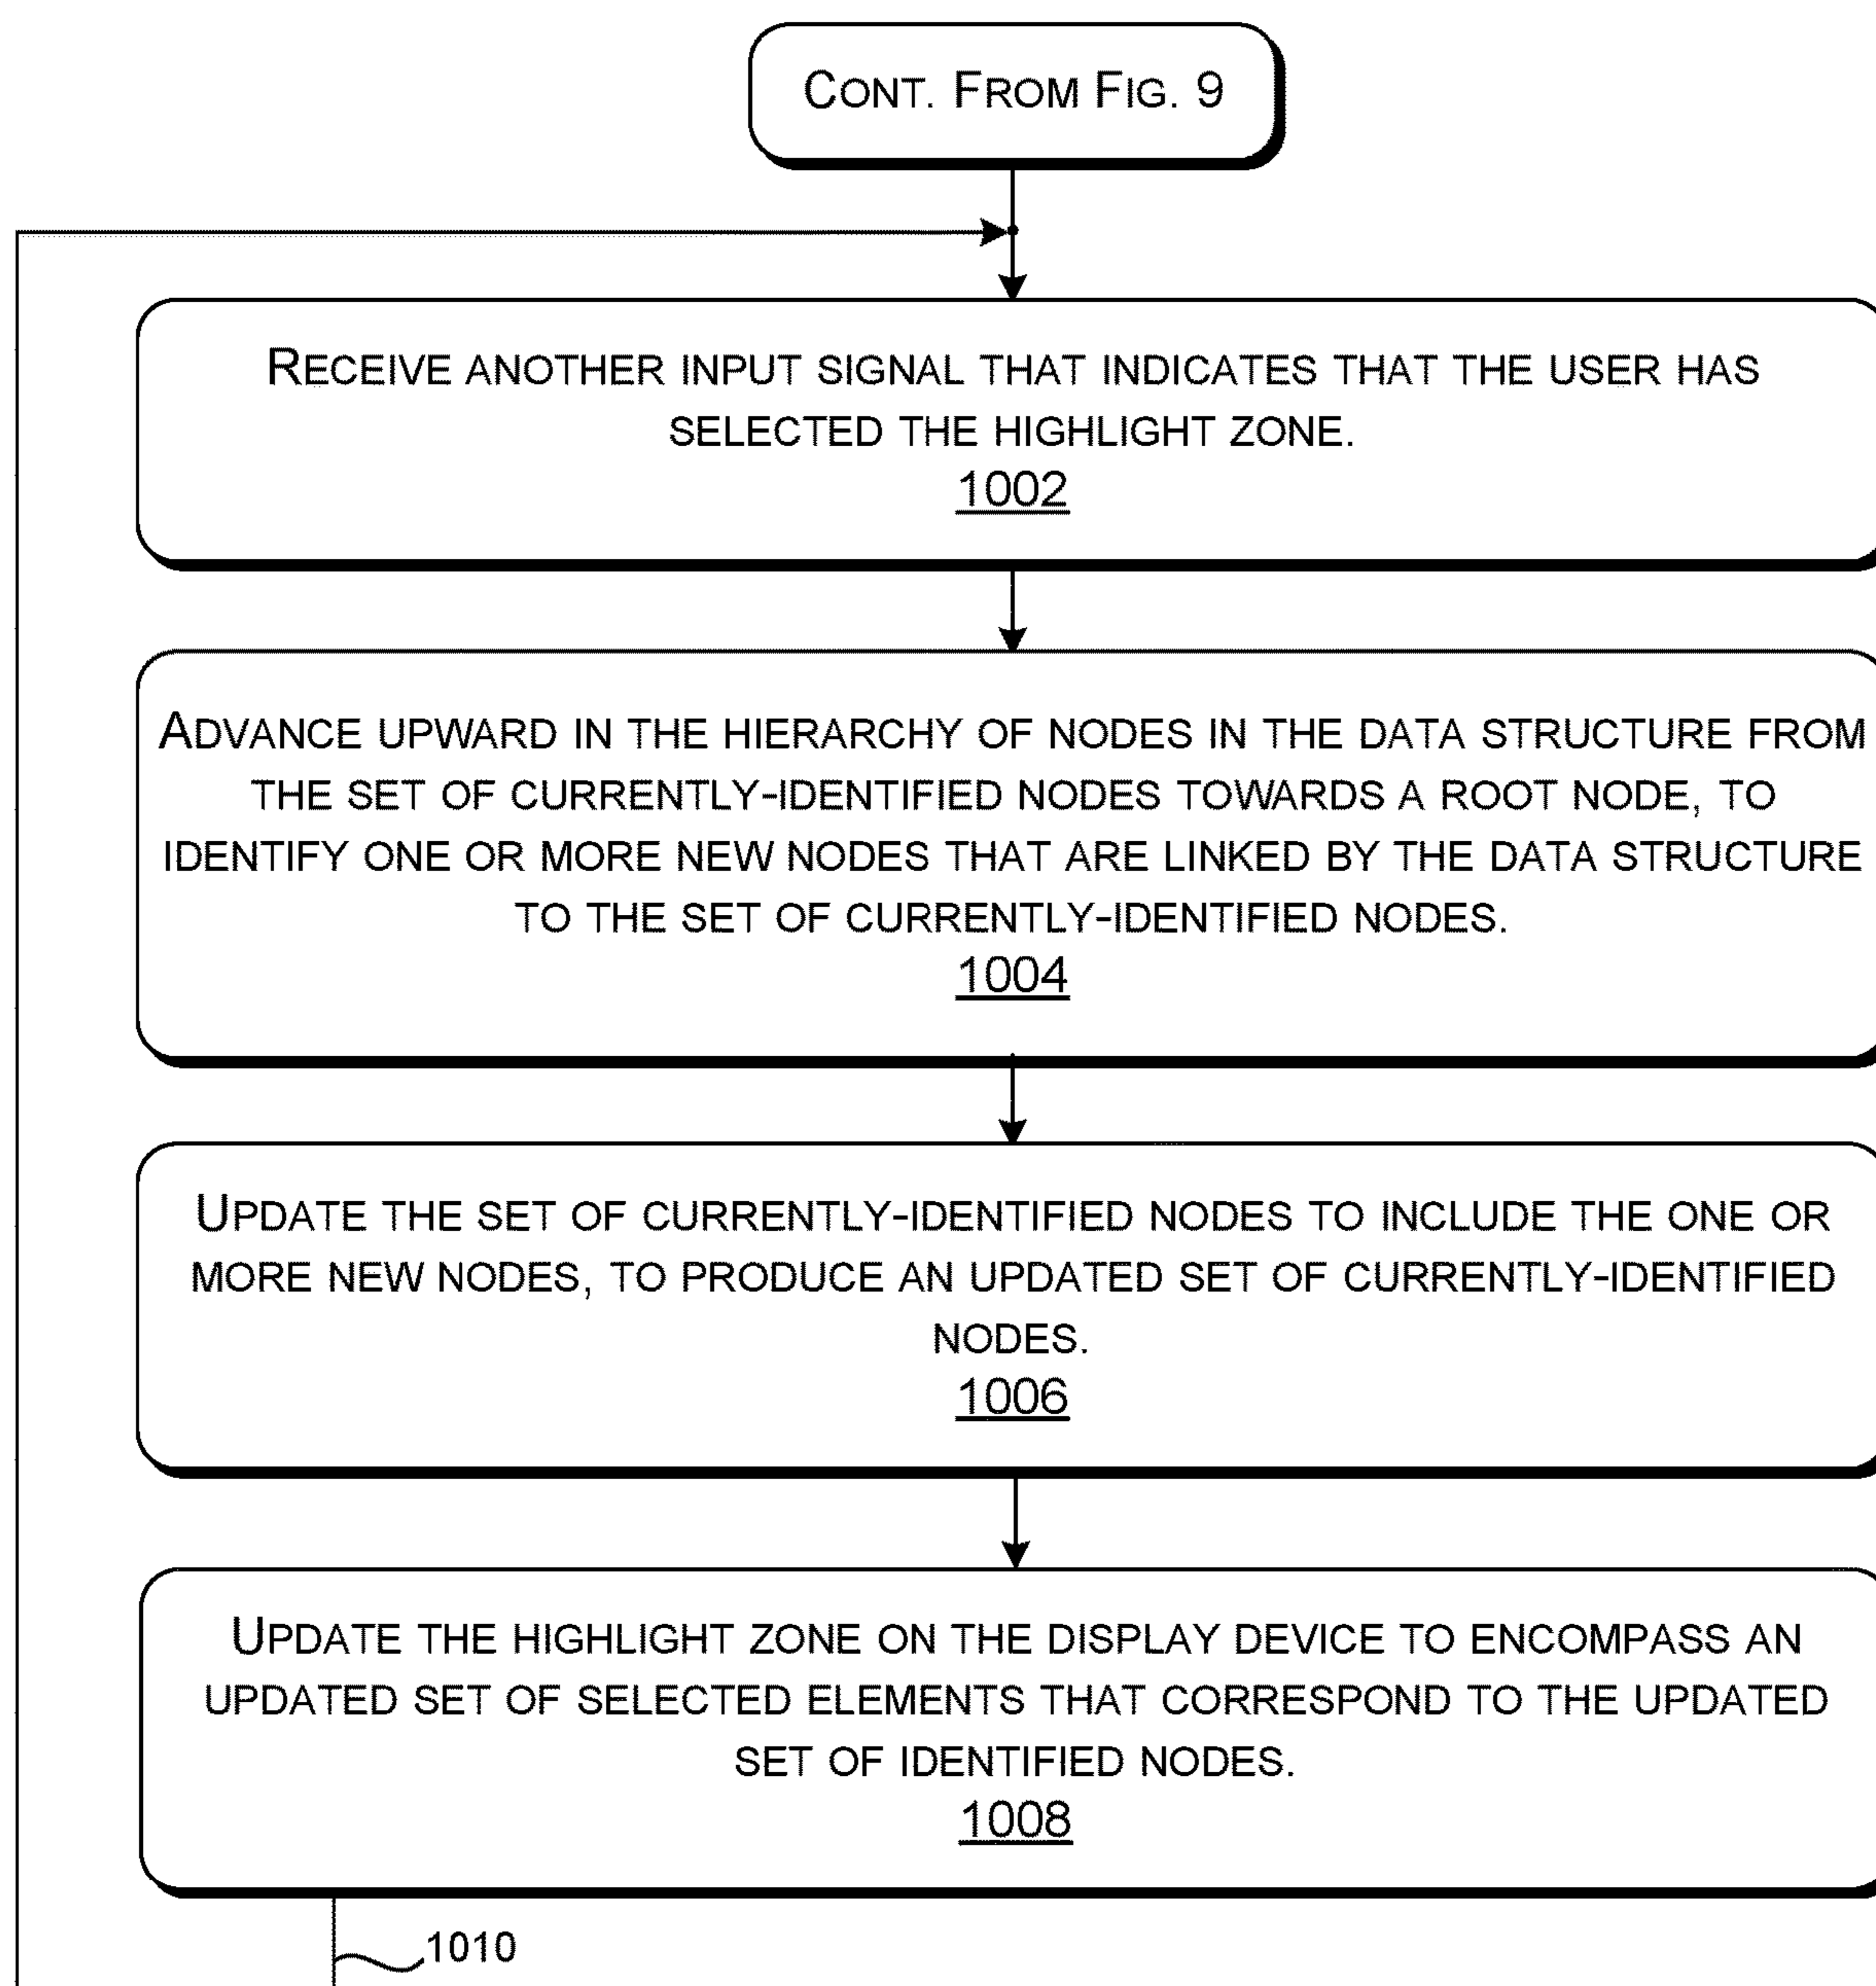 CONT. FROM FIG. 9
RECEIVE ANOTHER INPUT SIGNAL THAT INDICATES THAT THE USER HAS
SELECTED THE HIGHLIGHT ZONE.
1002
ADVANCE UPWARD IN THE HIERARCHY OF NODES IN THE DATA STRUCTURE FROM
THE SET OF CURRENTLY-IDENTIFIED NODES TOWARDS A ROOT NODE, TO
IDENTIFY ONE OR MORE NEW NODES THAT ARE LINKED BY THE DATA STRUCTURE
TO THE SET OF CURRENTLY-IDENTIFIED NODES.
1004
UPDATE THE SET OF CURRENTLY-IDENTIFIED NODES TO INCLUDE THE ONE OR
MORE NEW NODES, TO PRODUCE AN UPDATED SET OF CURRENTLY-IDENTIFIED
NODES.
1006
UPDATE THE HIGHLIGHT ZONE ON THE DISPLAY DEVICE TO ENCOMPASS AN
UPDATED SET OF SELECTED ELEMENTS THAT CORRESPOND TO THE UPDATED
SET OF IDENTIFIED NODES.
1008
1010